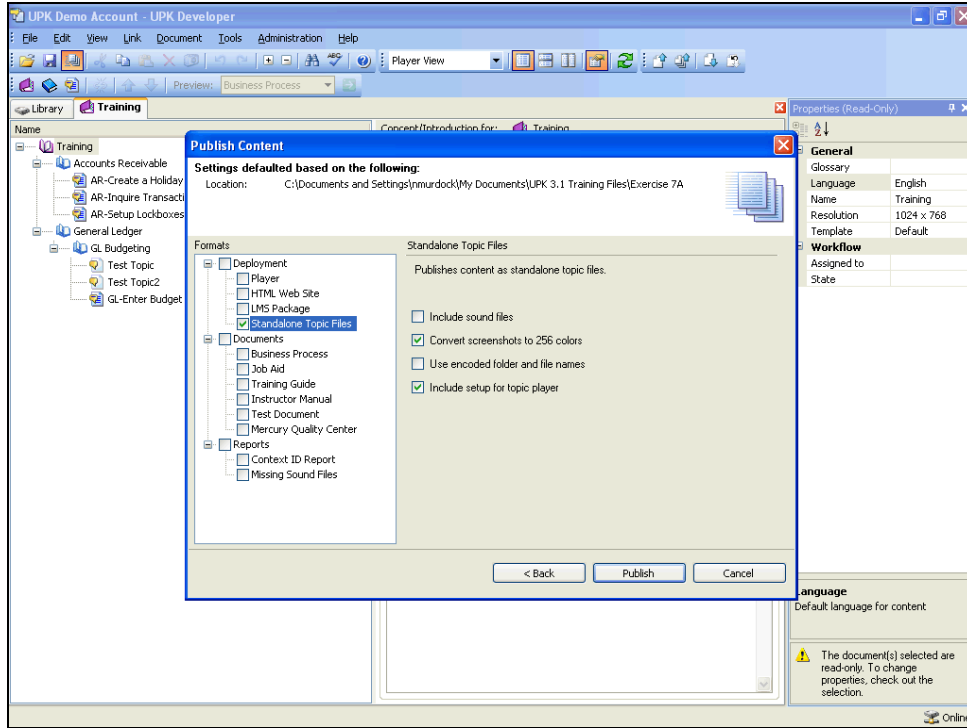 UPK Demo Account - UPK Developer
File Edit View Link Document Tools Administration Help
ABC Player View
Preview: Business Process
Library Training
Name
Training
Accounts Receivable
AR-Create a Holiday
AR-Inquire Transacti
AR-Setup Lockboxes
General Ledger
GL Budgeting
Test Topic
Test Topic2
GL-Enter Budget
Concept/Introduction for: Training
Publish Content
Settings defaulted based on the following:
Location: C:\Documents and Settings\nmurdock\My Documents\UPK 3.1 Training Files\Exercise 7A
Formats
Deployment
Player
HTML Web Site
LMS Package
Standalone Topic Files
Documents
Business Process
Job Aid
Training Guide
Instructor Manual
Test Document
Mercury Quality Center
Reports
Context ID Report
Missing Sound Files
Standalone Topic Files
Publishes content as standalone topic files.
Include sound files
Convert screenshots to 256 colors
Use encoded folder and file names
Include setup for topic player
< Back Publish Cancel
Properties (Read-Only)
General
Glossary
Language English
Name Training
Resolution 1024 x 768
Template Default
Workflow
Assigned to
State
anguage
Default language for content
The document(s) selected are
read-only. To change
properties, check out the
selection.
Online